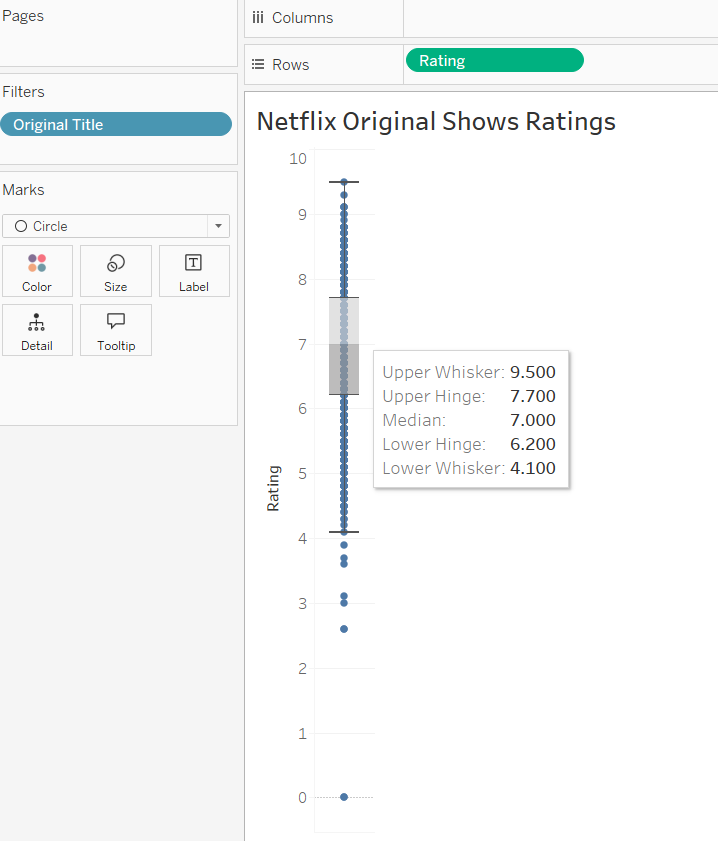 Pages
Columns
Rows
Rating
Filters
Original Title
Marks
Circle
Color
Size
Label
Detail
Tooltip
Netflix Original Shows Ratings
10
9
8
7
6
5
4
3
2
1
0
Rating
Upper Whisker: 9.500
Upper Hinge: 7.700
Median: 7.000
Lower Hinge: 6.200
Lower Whisker: 4.100